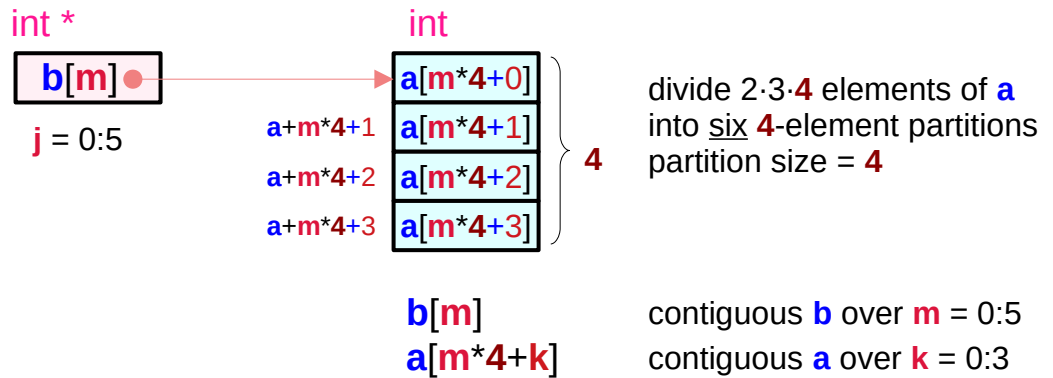 int * int
b[m] a[m*4+0]
a+m*4+1 a[m*4+1]
a+m*4+2 a[m*4+2]
a+m*4+3 a[m*4+3]
j = 0:5
4
divide 2·3·4 elements of a
into six 4-element partitions
partition size = 4
b[m] contiguous b over m = 0:5
a[m*4+k] contiguous a over k = 0:3